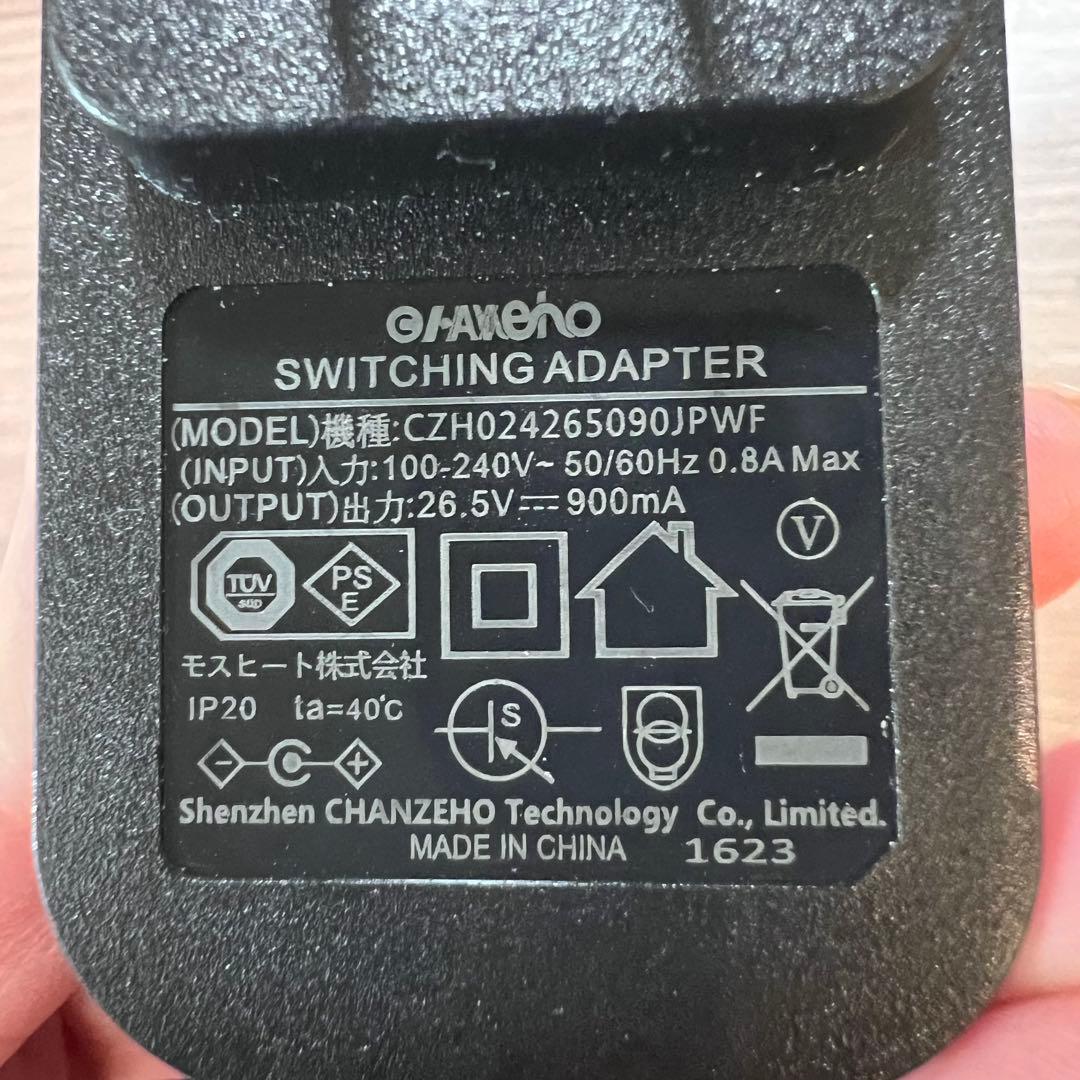 CHANZEHO
SWITCHING ADAPTER
(MODEL)機種:CZH024265090JPWF
(INPUT)入力:100-240V~ 50/60Hz 0.8A Max
(OUTPUT)出力:26.5V⎓900mA
V
TÜV
SÜD
PS
E
モスヒート株式会社
IP20 ta=40℃
S
- +
Shenzhen CHANZEHO Technology Co., Limited.
MADE IN CHINA 1623